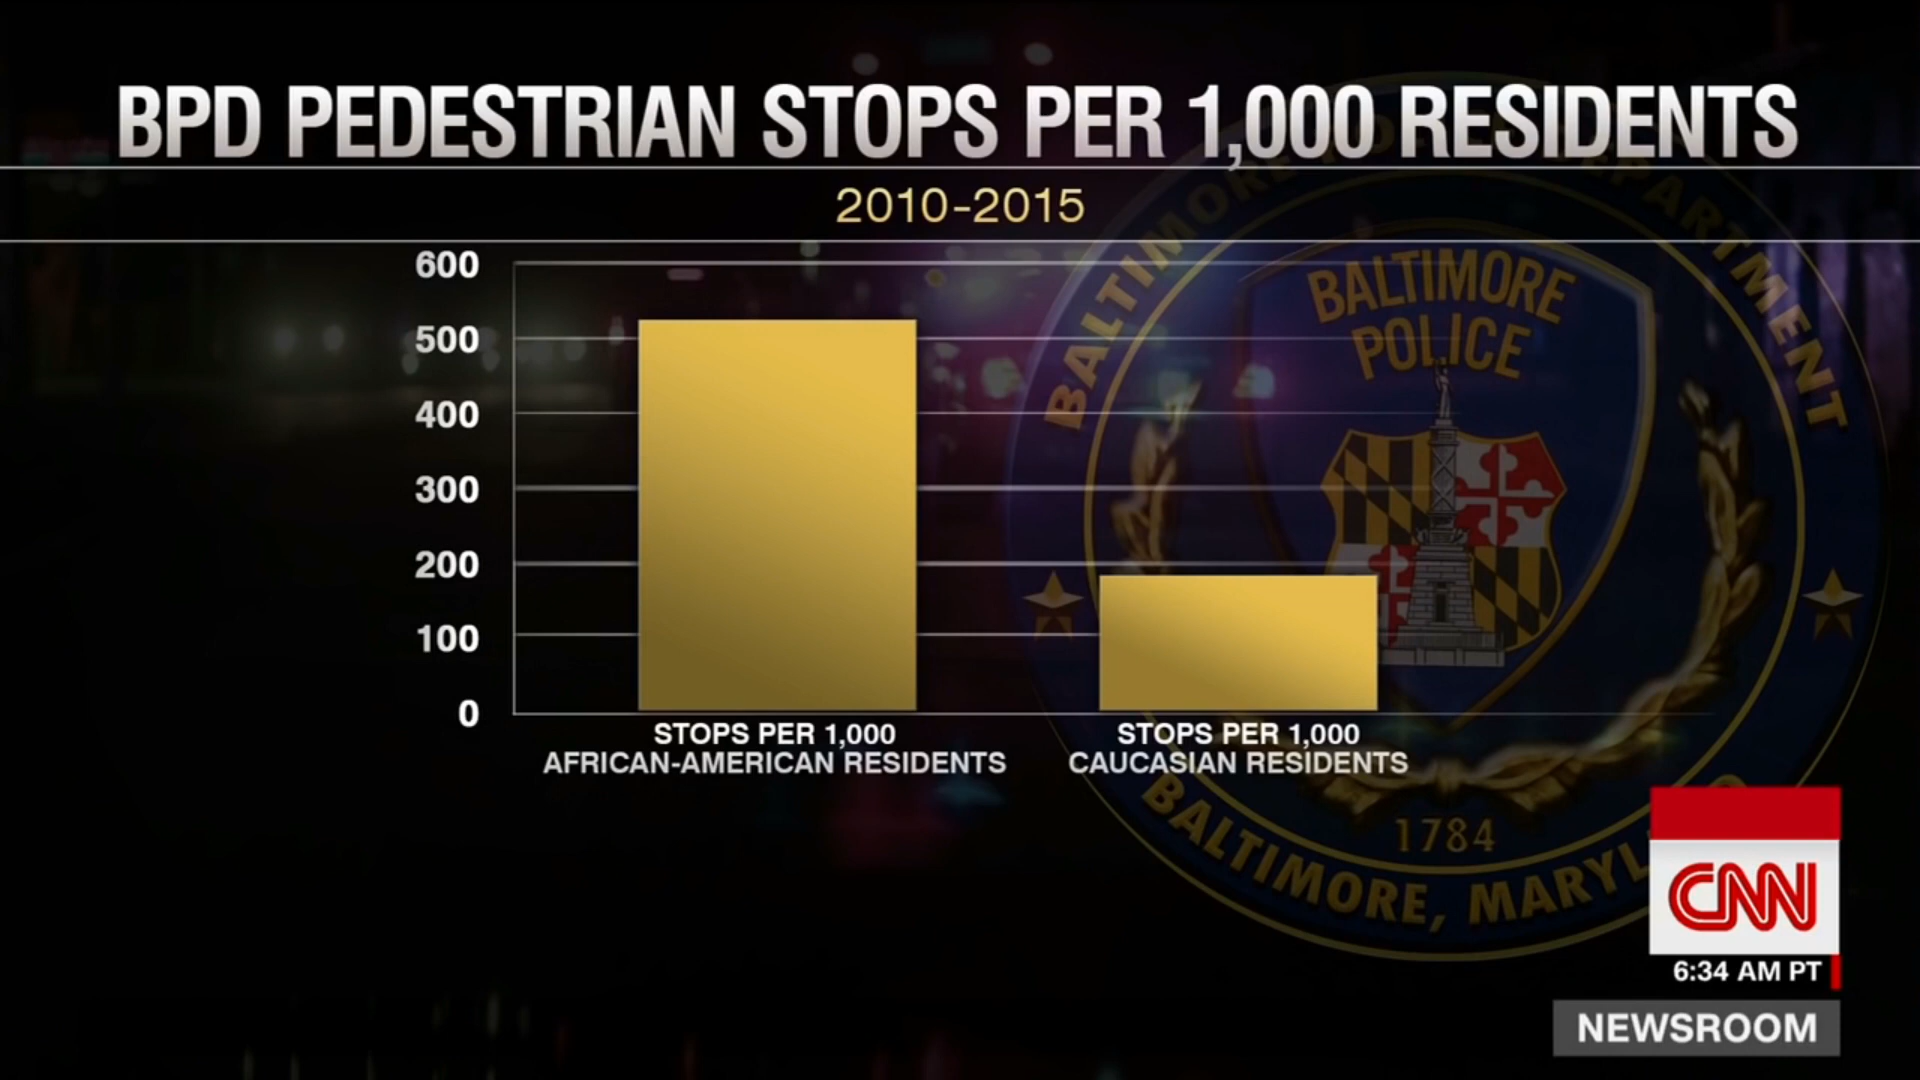 BPD PEDESTRIAN STOPS PER 1,000 RESIDENTS
2010-2015
600
500
400
300
200
100
0
STOPS PER 1,000
AFRICAN-AMERICAN RESIDENTS
STOPS PER 1,000
CAUCASIAN RESIDENTS
BALTIMORE POLICE DEPARTMENT
BALTIMORE
POLICE
1784
BALTIMORE, MARYL
CNN
6:34 AM PT
NEWSROOM